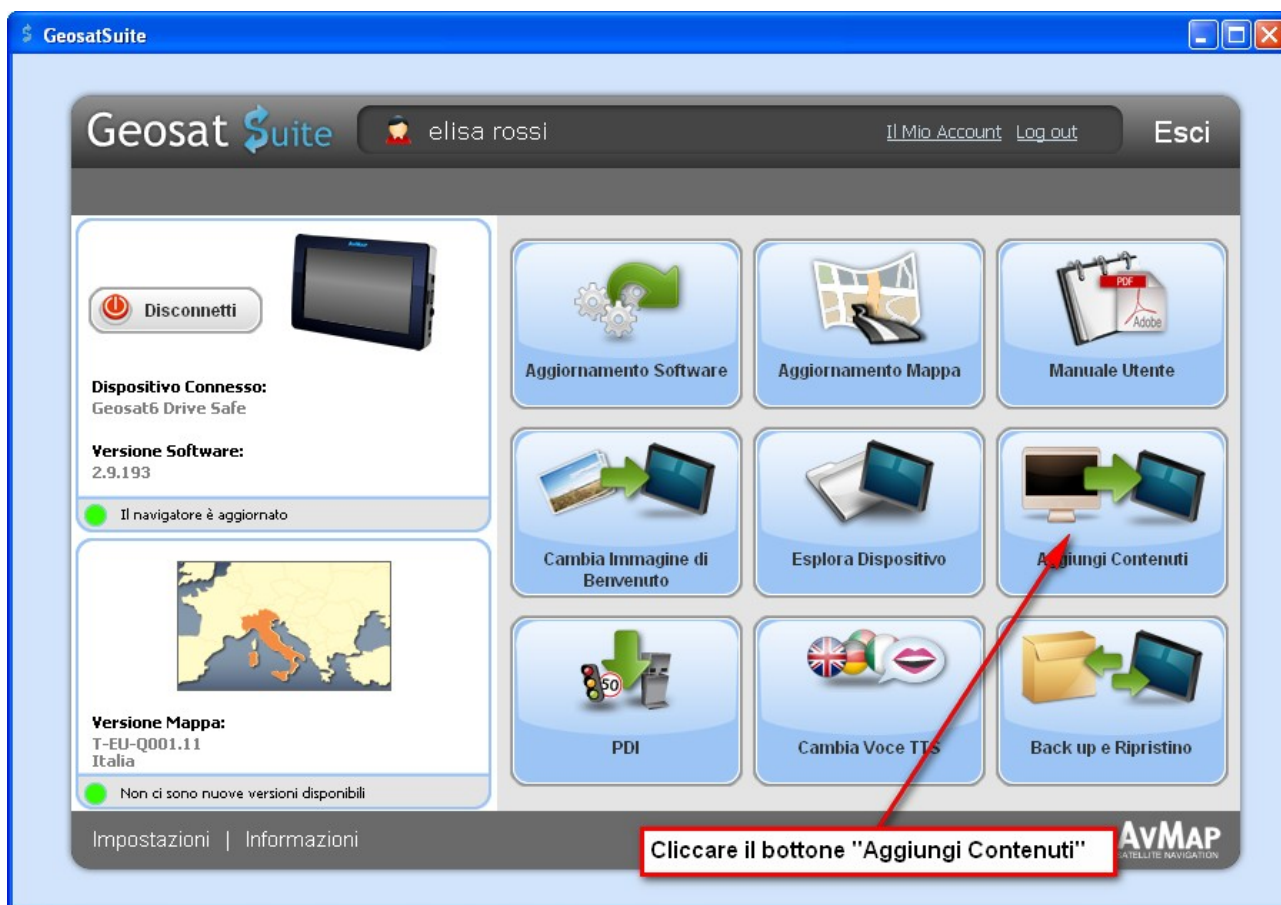 GeosatSuite
Geosat Suite
elisa rossi
Il Mio Account Log out
Esci
Disconnetti
AvMap
Dispositivo Connesso:
Geosat6 Drive Safe
Versione Software:
2.9.193
Il navigatore è aggiornato
Versione Mappa:
T-EU-Q001.11
Italia
Non ci sono nuove versioni disponibili
Aggiornamento Software
Aggiornamento Mappa
PDF
Adobe
Manuale Utente
Cambia Immagine di
Benvenuto
Esplora Dispositivo
Aggiungi Contenuti
50
PDI
Cambia Voce TTS
Back up e Ripristino
Impostazioni | Informazioni
Cliccare il bottone "Aggiungi Contenuti"
AVMAP
SATELLITE NAVIGATION